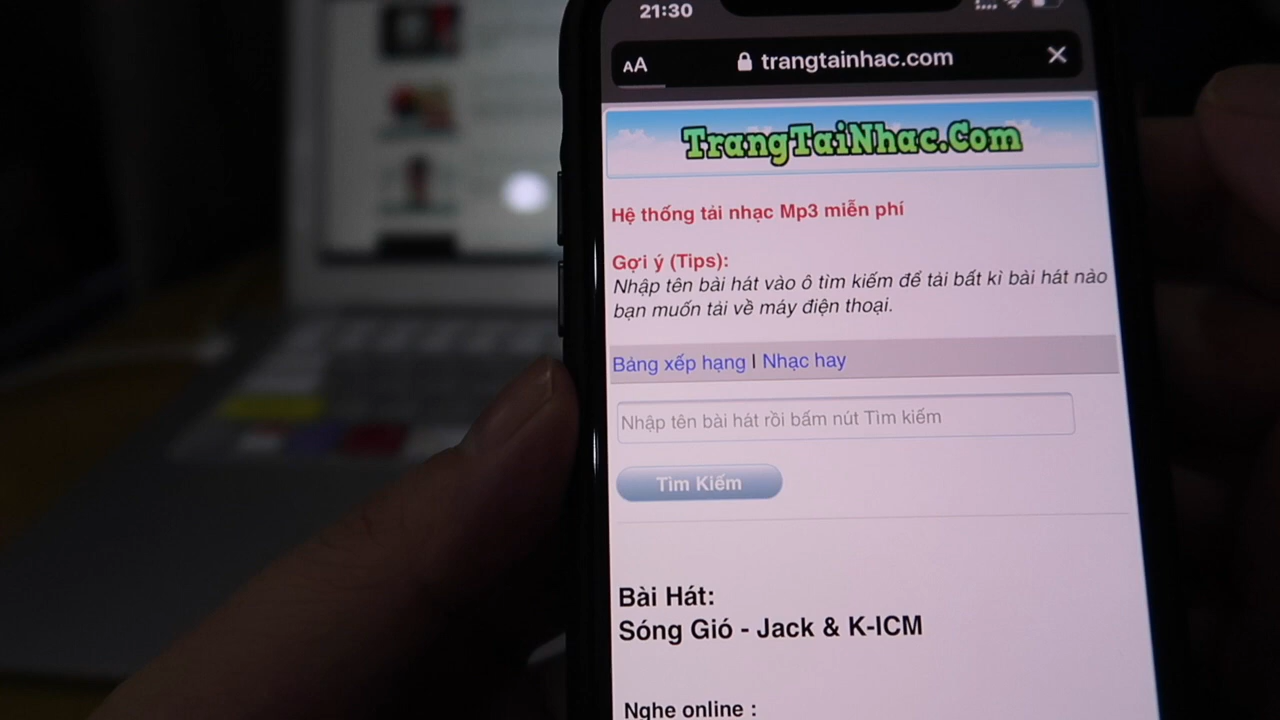 21:30
AA trangtainhac.com
TrangTaiNhac.Com
Hệ thống tải nhạc Mp3 miễn phí
Gợi ý (Tips):
Nhập tên bài hát vào ô tìm kiếm để tải bất kì bài hát nào
bạn muốn tải về máy điện thoại.
Bảng xếp hạng | Nhạc hay
Nhập tên bài hát rồi bấm nút Tìm kiếm
Tìm Kiếm
Bài Hát:
Sóng Gió - Jack & K-ICM
Nghe online :